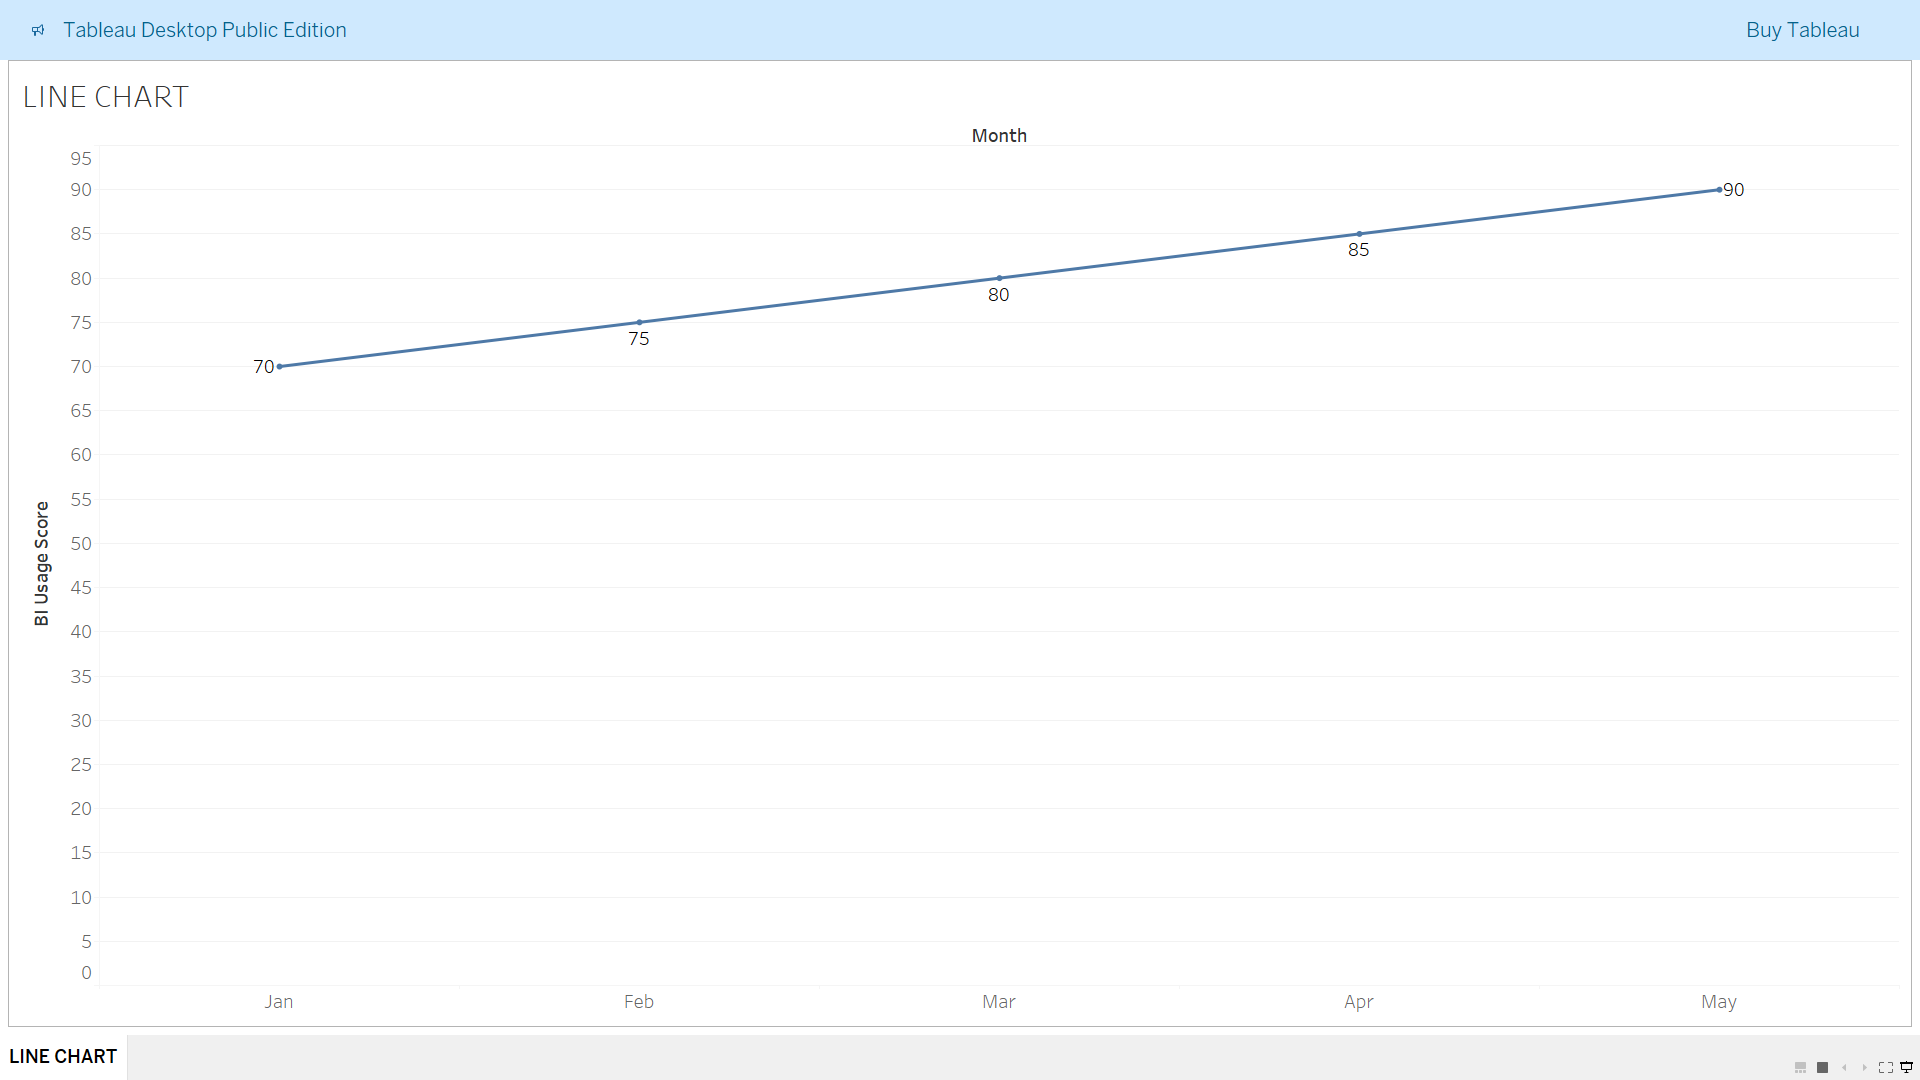 Tableau Desktop Public Edition
Buy Tableau
LINE CHART
Month
95
90
85
80
75
70
65
60
55
50
45
40
35
30
25
20
15
10
5
0
BI Usage Score
70
75
80
85
90
Jan
Feb
Mar
Apr
May
LINE CHART